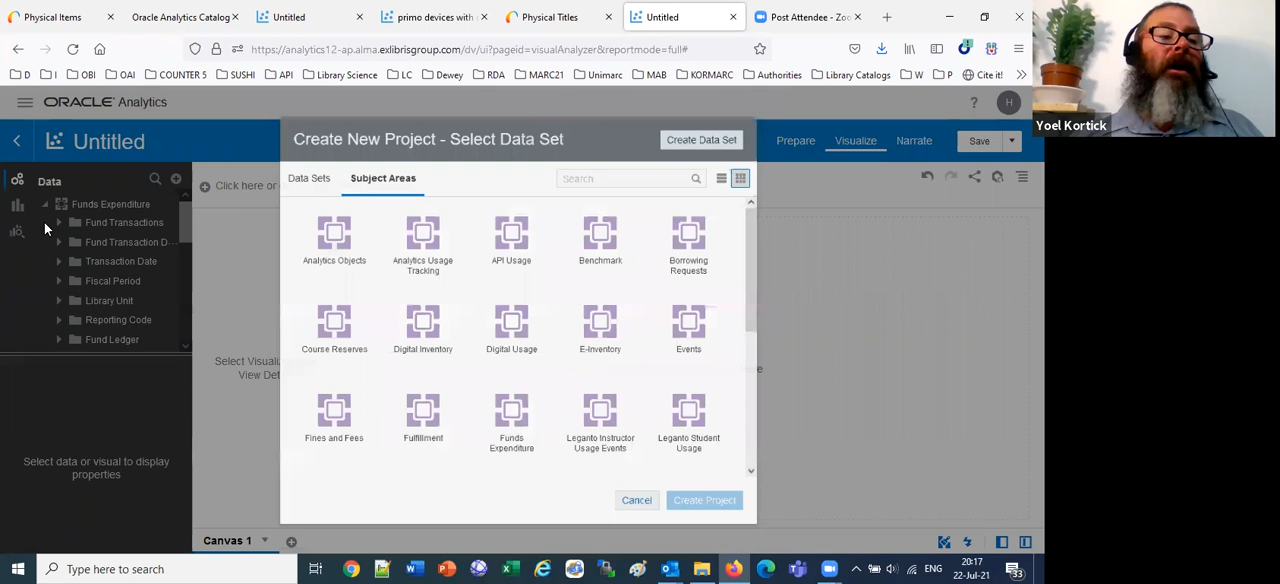 Physical Items
Oracle Analytics Catalog
Untitled
primo devices with
Physical Titles
Untitled
Post Attendee - Zoo
https://analytics12-ap.alma.exlibrisgroup.com/dv/ui?pageid=visualAnalyzer&reportmode=full#
D
I
OBI
OAI
COUNTER 5
SUSHI
API
Library Science
LC
Dewey
RDA
MARC21
Unimarc
MAB
KORMARC
Authorities
Library Catalogs
W
P
Cite it!
Yoel Kortick
ORACLE Analytics
?
H
Untitled
Prepare
Visualize
Narrate
Save
Data
Funds Expenditure
Fund Transactions
Fund Transaction D...
Transaction Date
Fiscal Period
Library Unit
Reporting Code
Fund Ledger
Select data or visual to display
properties
Click here or
Select Visuali
View Det
Create New Project - Select Data Set
Create Data Set
Data Sets
Subject Areas
Search
Analytics Objects
Analytics Usage
Tracking
API Usage
Benchmark
Borrowing
Requests
Course Reserves
Digital Inventory
Digital Usage
E-Inventory
Events
Fines and Fees
Fulfillment
Funds
Expenditure
Leganto Instructor
Usage Events
Leganto Student
Usage
Cancel
Create Project
Canvas 1
Type here to search
ENG
20:17
22-Jul-21
33